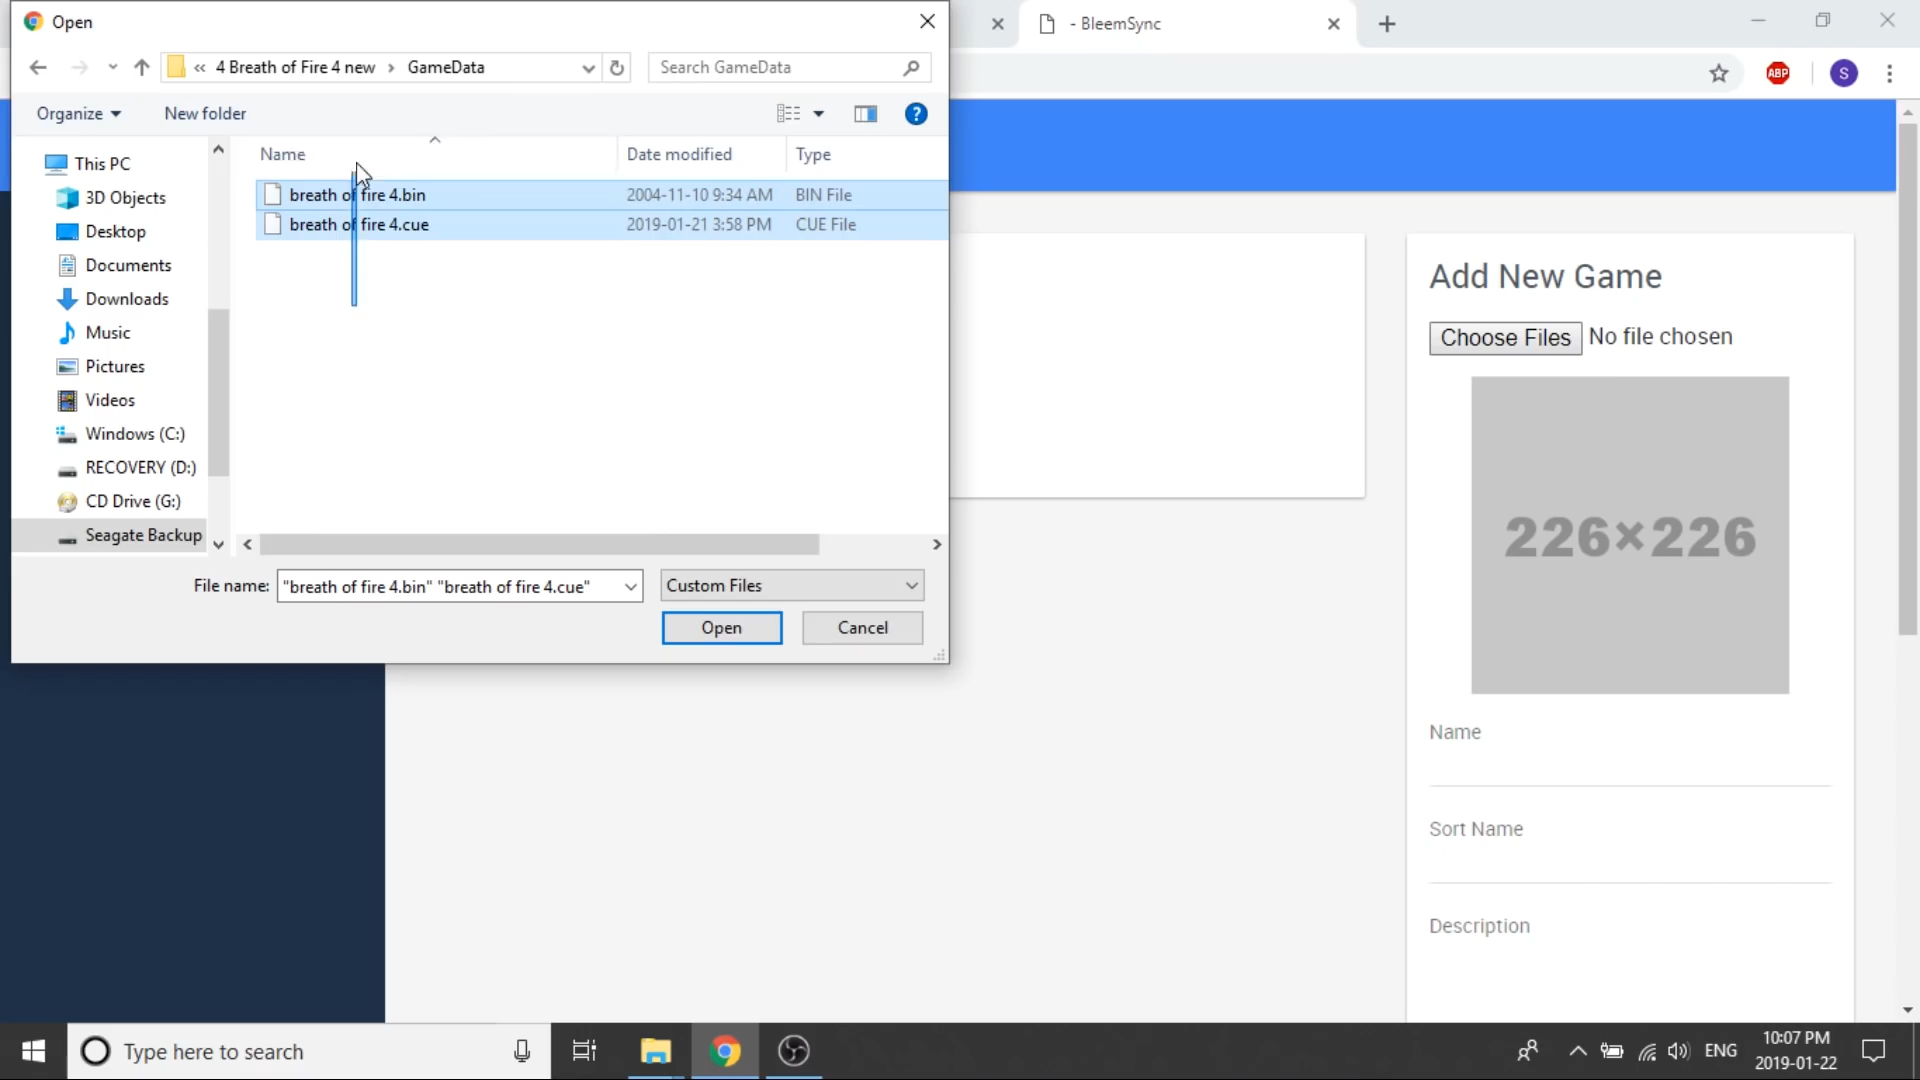 Open
- BleemSync
4 Breath of Fire 4 new > GameData
Search GameData
ABP
S
Organize
New folder
?
Name
Date modified
Type
This PC
3D Objects
Desktop
Documents
Downloads
Music
Pictures
Videos
Windows (C:)
RECOVERY (D:)
CD Drive (G:)
Seagate Backup
breath of fire 4.bin
2004-11-10 9:34 AM
BIN File
breath of fire 4.cue
2019-01-21 3:58 PM
CUE File
File name:
"breath of fire 4.bin" "breath of fire 4.cue"
Custom Files
Open
Cancel
Add New Game
Choose Files No file chosen
226×226
Name
Sort Name
Description
Type here to search
ENG
10:07 PM
2019-01-22